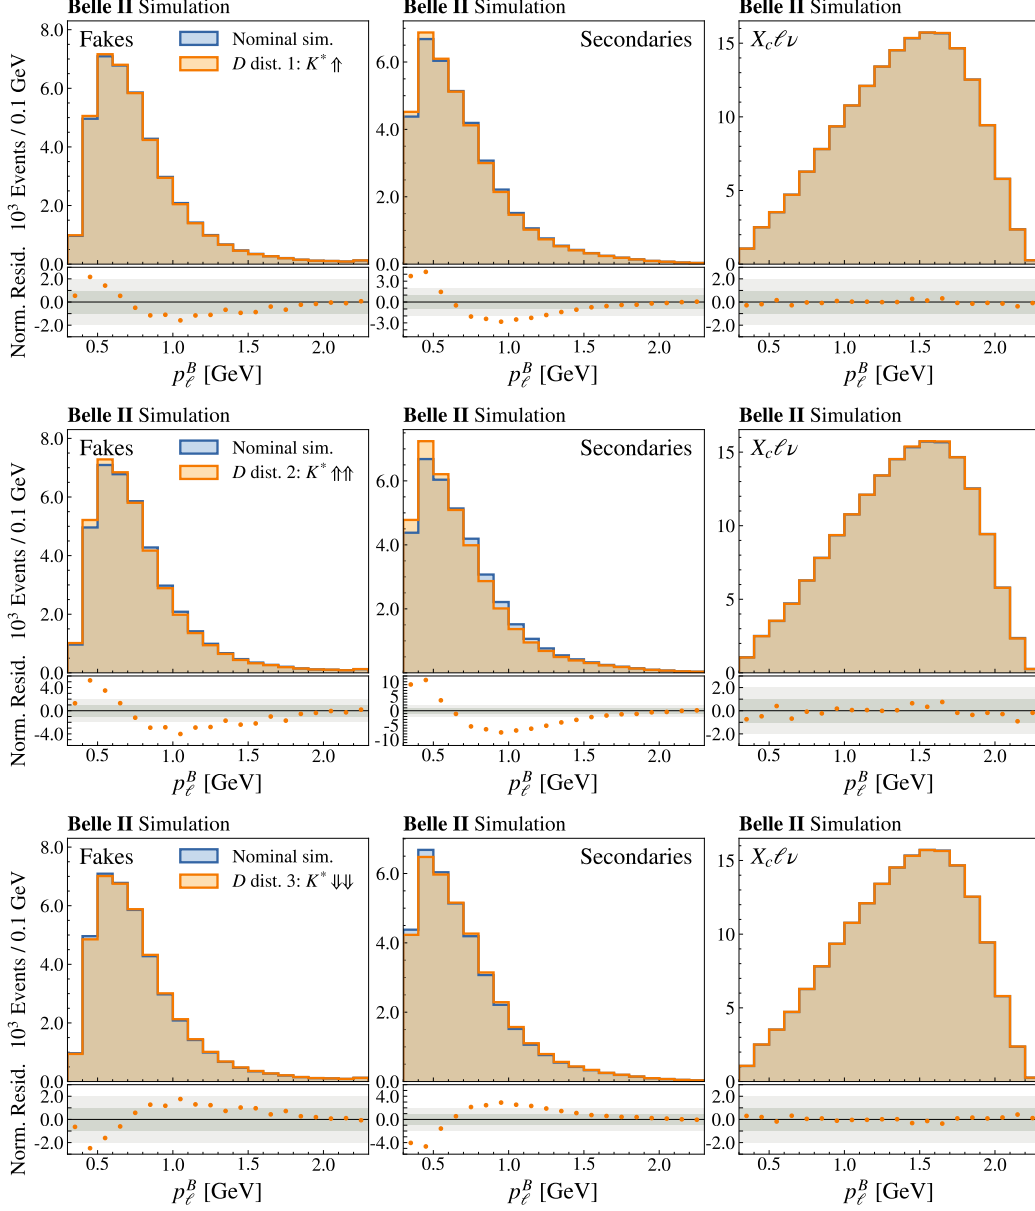 Belle II Simulation Belle II Simulation Belle II Simulation
8.0 Fakes Nominal sim. Secondaries X_cℓν 15
D dist. 1: K* ⇑
6.0 6.0
10
4.0 4.0
2.0 2.0 5
0.0 0.0 0
10³ Events / 0.1 GeV
2.0 3.0 2.0
0.0 0.0 0.0
-2.0 -3.0 -2.0
Norm. Resid.
0.5 1.0 1.5 2.0 0.5 1.0 1.5 2.0 0.5 1.0 1.5 2.0
p_ℓ^B [GeV] p_ℓ^B [GeV] p_ℓ^B [GeV]
Belle II Simulation Belle II Simulation Belle II Simulation
8.0 Fakes Nominal sim. Secondaries X_cℓν 15
D dist. 2: K* ⇑⇑
6.0 6.0
10
4.0 4.0
2.0 2.0 5
0.0 0.0 0
10³ Events / 0.1 GeV
4.0 10 2.0
5
0.0 0 0.0
-5
-4.0 -10 -2.0
Norm. Resid.
0.5 1.0 1.5 2.0 0.5 1.0 1.5 2.0 0.5 1.0 1.5 2.0
p_ℓ^B [GeV] p_ℓ^B [GeV] p_ℓ^B [GeV]
Belle II Simulation Belle II Simulation Belle II Simulation
8.0 Fakes Nominal sim. Secondaries X_cℓν 15
D dist. 3: K* ⇓⇓
6.0 6.0
10
4.0 4.0
2.0 2.0 5
0.0 0.0 0
10³ Events / 0.1 GeV
2.0 4.0 2.0
0.0 0.0 0.0
-2.0 -4.0 -2.0
Norm. Resid.
0.5 1.0 1.5 2.0 0.5 1.0 1.5 2.0 0.5 1.0 1.5 2.0
p_ℓ^B [GeV] p_ℓ^B [GeV] p_ℓ^B [GeV]